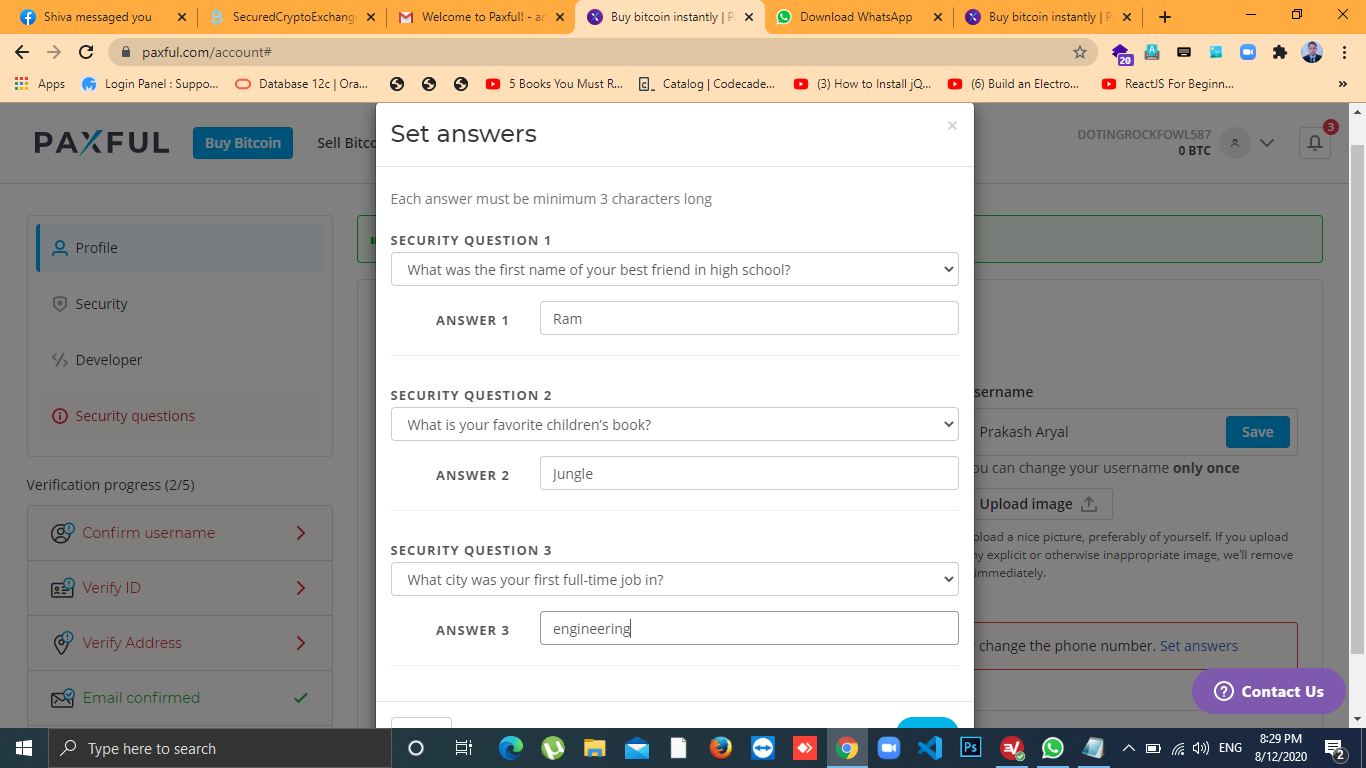 Shiva messaged you
SecuredCryptoExchang
Welcome to Paxful! - ar
Buy bitcoin instantly | P
Download WhatsApp
Buy bitcoin instantly | P
paxful.com/account#
20
Apps
Login Panel : Suppo...
Database 12c | Ora...
5 Books You Must R...
Catalog | Codecade...
(3) How to Install jQ...
(6) Build an Electro...
ReactJS For Beginn...
PAXFUL
Buy Bitcoin
Sell Bitco
DOTINGROCKFOWL587
0 BTC
3
Set answers
Each answer must be minimum 3 characters long
SECURITY QUESTION 1
What was the first name of your best friend in high school?
ANSWER 1
Ram
SECURITY QUESTION 2
What is your favorite children's book?
ANSWER 2
Jungle
SECURITY QUESTION 3
What city was your first full-time job in?
ANSWER 3
engineering
Profile
Security
Developer
Security questions
Verification progress (2/5)
Confirm username
Verify ID
Verify Address
Email confirmed
sername
Prakash Aryal
Save
ou can change your username only once
Upload image
pload a nice picture, preferably of yourself. If you upload
ny explicit or otherwise inappropriate image, we'll remove
immediately.
change the phone number. Set answers
Contact Us
Type here to search
Ps
ENG
8:29 PM
8/12/2020
2